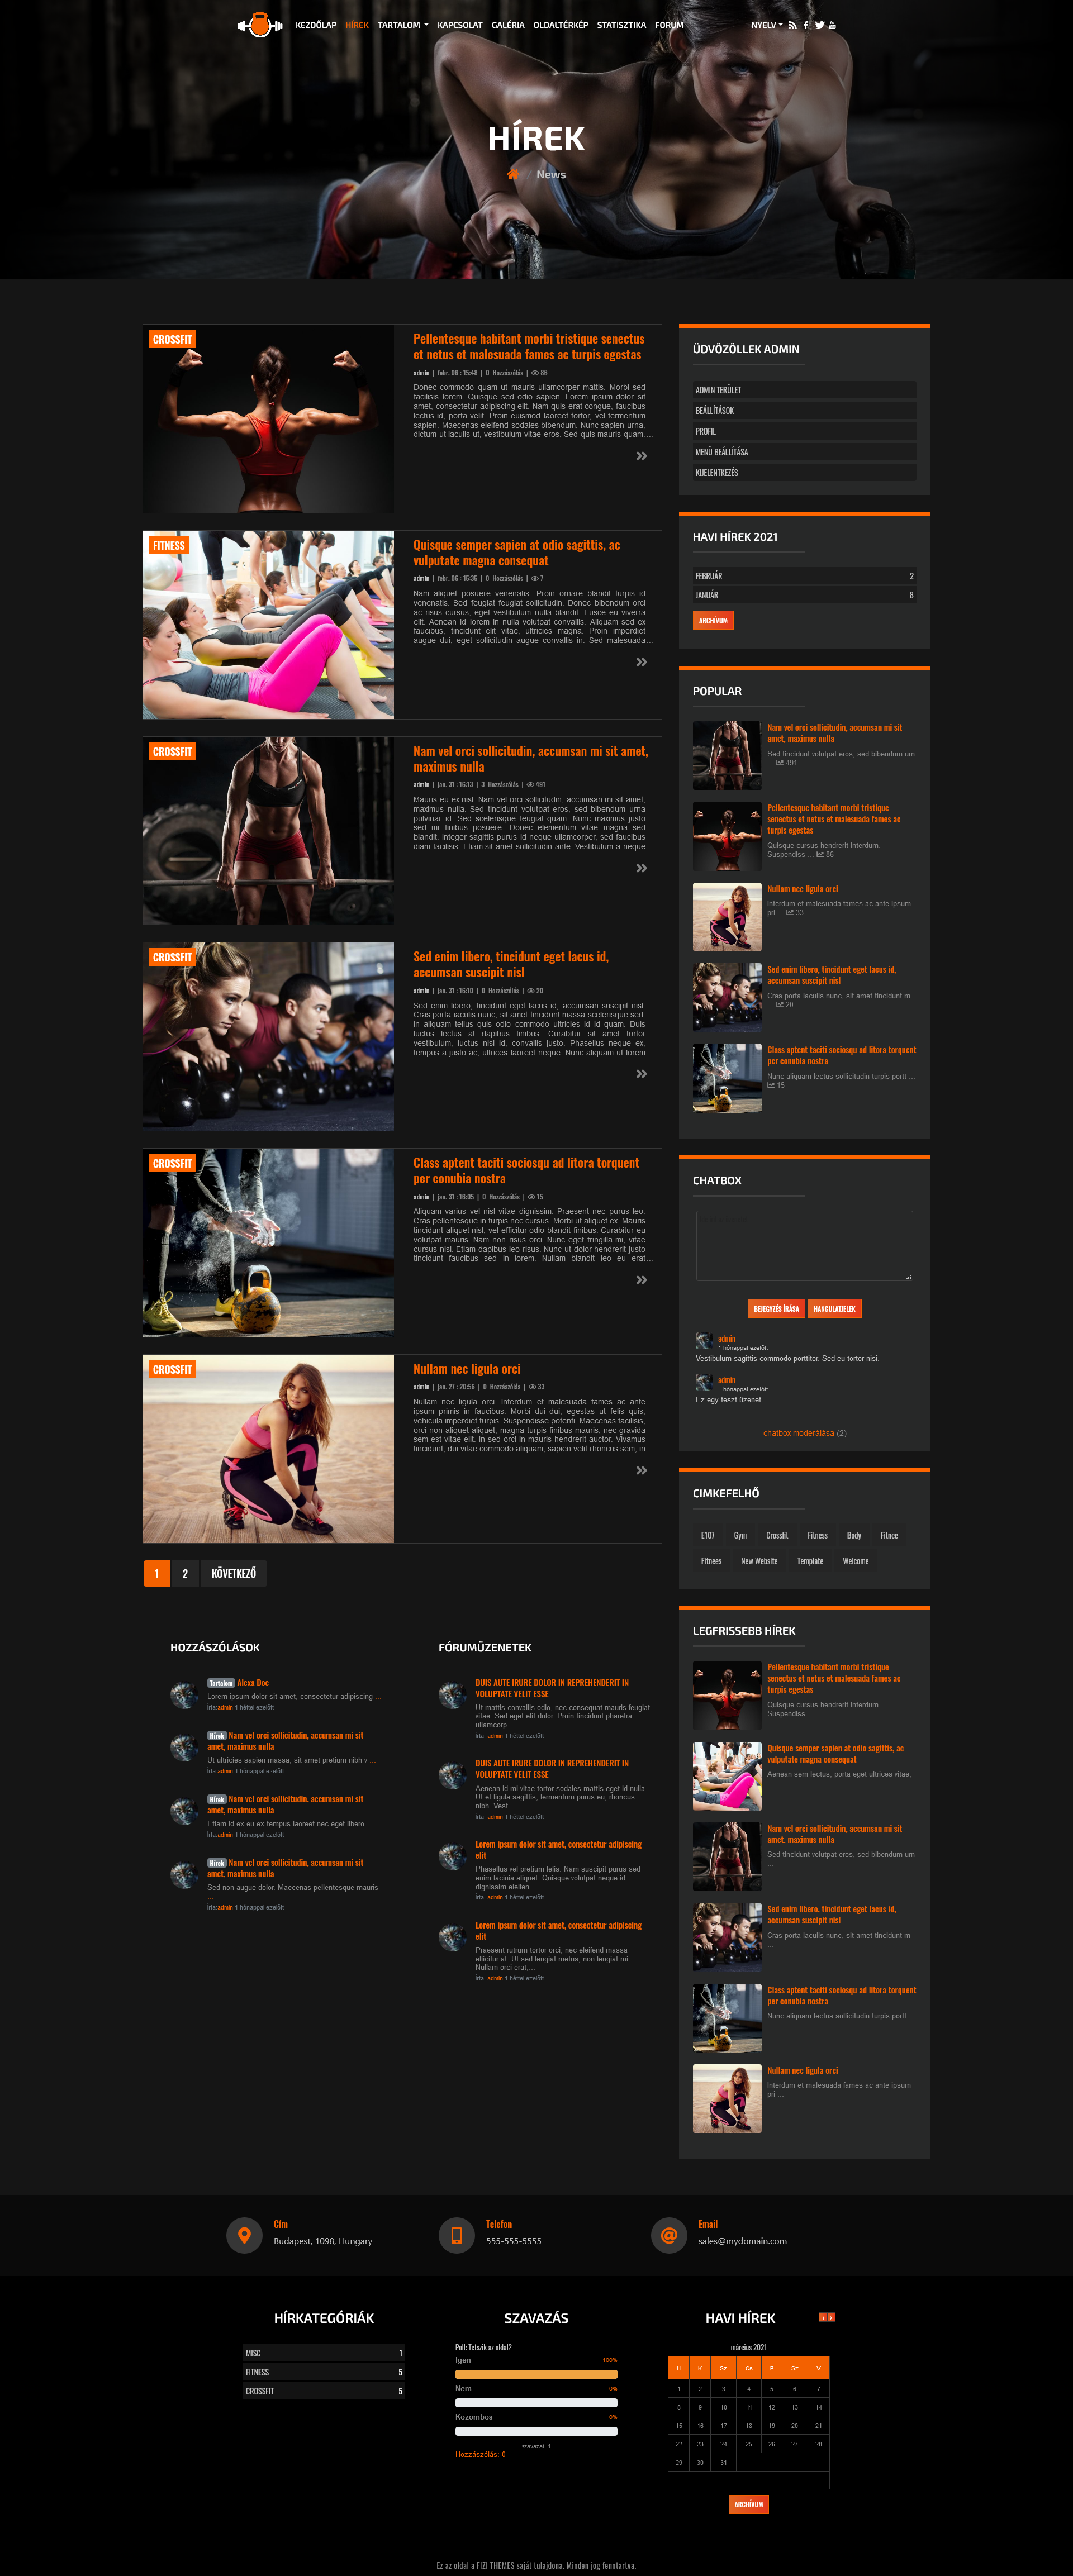 KEZDŐLAP HÍREK TARTALOM KAPCSOLAT GALÉRIA OLDALTÉRKÉP STATISZTIKA FORUM NYELV
HÍREK
/ News
CROSSFIT
Pellentesque habitant morbi tristique senectus
et netus et malesuada fames ac turpis egestas
admin | febr. 06 : 15:48 | 0 Hozzászólás | 86
Donec commodo quam ut mauris ullamcorper mattis. Morbi sed
facilisis lorem. Quisque sed odio sapien. Lorem ipsum dolor sit
amet, consectetur adipiscing elit. Nam quis erat congue, faucibus
lectus id, porta velit. Proin euismod laoreet tortor, vel fermentum
sapien. Maecenas eleifend sodales bibendum. Nunc sapien urna,
dictum ut iaculis ut, vestibulum vitae eros. Sed quis mauris quam. ...
FITNESS
Quisque semper sapien at odio sagittis, ac
vulputate magna consequat
admin | febr. 06 : 15:35 | 0 Hozzászólás | 7
Nam aliquet posuere venenatis. Proin ornare blandit turpis id
venenatis. Sed feugiat feugiat sollicitudin. Donec bibendum orci
ac risus cursus, eget vestibulum nulla blandit. Fusce eu viverra
elit. Aenean id lorem in nulla volutpat convallis. Aliquam sed ex
faucibus, tincidunt elit vitae, ultricies magna. Proin imperdiet
augue dui, eget sollicitudin augue convallis in. Sed malesuada ...
CROSSFIT
Nam vel orci sollicitudin, accumsan mi sit amet,
maximus nulla
admin | jan. 31 : 16:13 | 3 Hozzászólás | 491
Mauris eu ex nisl. Nam vel orci sollicitudin, accumsan mi sit amet,
maximus nulla. Sed tincidunt volutpat eros, sed bibendum urna
pulvinar id. Sed scelerisque feugiat quam. Nunc maximus justo
sed mi finibus posuere. Donec elementum vitae magna sed
blandit. Integer sagittis purus id neque ullamcorper, sed faucibus
diam facilisis. Etiam sit amet sollicitudin ante. Vestibulum a neque ...
CROSSFIT
Sed enim libero, tincidunt eget lacus id,
accumsan suscipit nisl
admin | jan. 31 : 16:10 | 0 Hozzászólás | 20
Sed enim libero, tincidunt eget lacus id, accumsan suscipit nisl.
Cras porta iaculis nunc, sit amet tincidunt massa scelerisque sed.
In aliquam tellus quis odio commodo ultricies id id quam. Duis
luctus lectus at dapibus finibus. Curabitur sit amet tortor
vestibulum, luctus nisl id, convallis justo. Phasellus neque ex,
tempus a justo ac, ultrices laoreet neque. Nunc aliquam ut lorem ...
CROSSFIT
Class aptent taciti sociosqu ad litora torquent
per conubia nostra
admin | jan. 31 : 16:05 | 0 Hozzászólás | 15
Aliquam varius vel nisl vitae dignissim. Praesent nec purus leo.
Cras pellentesque in turpis nec cursus. Morbi ut aliquet ex. Mauris
tincidunt aliquet nisl, vel efficitur odio blandit finibus. Curabitur eu
volutpat mauris. Nam non risus orci. Nunc eget fringilla mi, vitae
cursus nisi. Etiam dapibus leo risus. Nunc ut dolor hendrerit justo
tincidunt faucibus sed in lorem. Nullam blandit leo eu erat ...
CROSSFIT
Nullam nec ligula orci
admin | jan. 27 : 20:56 | 0 Hozzászólás | 33
Nullam nec ligula orci. Interdum et malesuada fames ac ante
ipsum primis in faucibus. Morbi dui dui, egestas ut felis quis,
vehicula imperdiet turpis. Suspendisse potenti. Maecenas facilisis,
orci non aliquet aliquet, magna turpis finibus mauris, nec gravida
sem est vitae elit. In sed orci in mauris hendrerit auctor. Vivamus
tincidunt, dui vitae commodo aliquam, sapien velit rhoncus sem, in ...
1 2 KÖVETKEZŐ
HOZZÁSZÓLÁSOK
Tartalom Alexa Doe
Lorem ipsum dolor sit amet, consectetur adipiscing ...
Írta: admin 1 héttel ezelőtt
Hírek Nam vel orci sollicitudin, accumsan mi sit
amet, maximus nulla
Ut ultricies sapien massa, sit amet pretium nibh v ...
Írta: admin 1 hónappal ezelőtt
Hírek Nam vel orci sollicitudin, accumsan mi sit
amet, maximus nulla
Etiam id ex eu ex tempus laoreet nec eget libero. ...
Írta: admin 1 hónappal ezelőtt
Hírek Nam vel orci sollicitudin, accumsan mi sit
amet, maximus nulla
Sed non augue dolor. Maecenas pellentesque mauris
...
Írta: admin 1 hónappal ezelőtt
FÓRUMÜZENETEK
DUIS AUTE IRURE DOLOR IN REPREHENDERIT IN
VOLUPTATE VELIT ESSE
Ut mattis convallis odio, nec consequat mauris feugiat
vitae. Sed eget elit dolor. Proin tincidunt pharetra
ullamcorp...
Írta: admin 1 héttel ezelőtt
DUIS AUTE IRURE DOLOR IN REPREHENDERIT IN
VOLUPTATE VELIT ESSE
Aenean id mi vitae tortor sodales mattis eget id nulla.
Ut et ligula sagittis, fermentum purus eu, rhoncus
nibh. Vest...
Írta: admin 1 héttel ezelőtt
Lorem ipsum dolor sit amet, consectetur adipiscing
elit
Phasellus vel pretium felis. Nam suscipit purus sed
enim lacinia aliquet. Quisque volutpat neque id
dignissim eleifen...
Írta: admin 1 héttel ezelőtt
Lorem ipsum dolor sit amet, consectetur adipiscing
elit
Praesent rutrum tortor orci, nec eleifend massa
efficitur at. Ut sed feugiat metus, non feugiat mi.
Nullam orci erat,...
Írta: admin 1 héttel ezelőtt
ÜDVÖZÖLLEK ADMIN
ADMIN TERÜLET
BEÁLLÍTÁSOK
PROFIL
MENÜ BEÁLLÍTÁSA
KIJELENTKEZÉS
HAVI HÍREK 2021
FEBRUÁR 2
JANUÁR 8
ARCHÍVUM
POPULAR
Nam vel orci sollicitudin, accumsan mi sit
amet, maximus nulla
Sed tincidunt volutpat eros, sed bibendum urn
... 491
Pellentesque habitant morbi tristique
senectus et netus et malesuada fames ac
turpis egestas
Quisque cursus hendrerit interdum.
Suspendiss ... 86
Nullam nec ligula orci
Interdum et malesuada fames ac ante ipsum
pri ... 33
Sed enim libero, tincidunt eget lacus id,
accumsan suscipit nisl
Cras porta iaculis nunc, sit amet tincidunt m
... 20
Class aptent taciti sociosqu ad litora torquent
per conubia nostra
Nunc aliquam lectus sollicitudin turpis portt ...
15
CHATBOX
BEJEGYZÉS ÍRÁSA HANGULATJELEK
admin
1 hónappal ezelőtt
Vestibulum sagittis commodo porttitor. Sed eu tortor nisi.
admin
1 hónappal ezelőtt
Ez egy teszt üzenet.
chatbox moderálása (2)
CIMKEFELHŐ
E107 Gym Crossfit Fitness Body Fitnee
Fitnees New Website Template Welcome
LEGFRISSEBB HÍREK
Pellentesque habitant morbi tristique
senectus et netus et malesuada fames ac
turpis egestas
Quisque cursus hendrerit interdum.
Suspendiss ...
Quisque semper sapien at odio sagittis, ac
vulputate magna consequat
Aenean sem lectus, porta eget ultrices vitae,
...
Nam vel orci sollicitudin, accumsan mi sit
amet, maximus nulla
Sed tincidunt volutpat eros, sed bibendum urn
...
Sed enim libero, tincidunt eget lacus id,
accumsan suscipit nisl
Cras porta iaculis nunc, sit amet tincidunt m
...
Class aptent taciti sociosqu ad litora torquent
per conubia nostra
Nunc aliquam lectus sollicitudin turpis portt ...
Nullam nec ligula orci
Interdum et malesuada fames ac ante ipsum
pri ...
Cím
Budapest, 1098, Hungary
Telefon
555-555-5555
Email
sales@mydomain.com
HÍRKATEGÓRIÁK
MISC 1
FITNESS 5
CROSSFIT 5
SZAVAZÁS
Poll: Tetszik az oldal?
Igen 100%
Nem 0%
Közömbös 0%
szavazat: 1
Hozzászólás: 0
HAVI HÍREK
március 2021
H K Sz Cs P Sz V
1 2 3 4 5 6 7
8 9 10 11 12 13 14
15 16 17 18 19 20 21
22 23 24 25 26 27 28
29 30 31
ARCHÍVUM
Ez az oldal a FIZI THEMES saját tulajdona. Minden jog fenntartva.